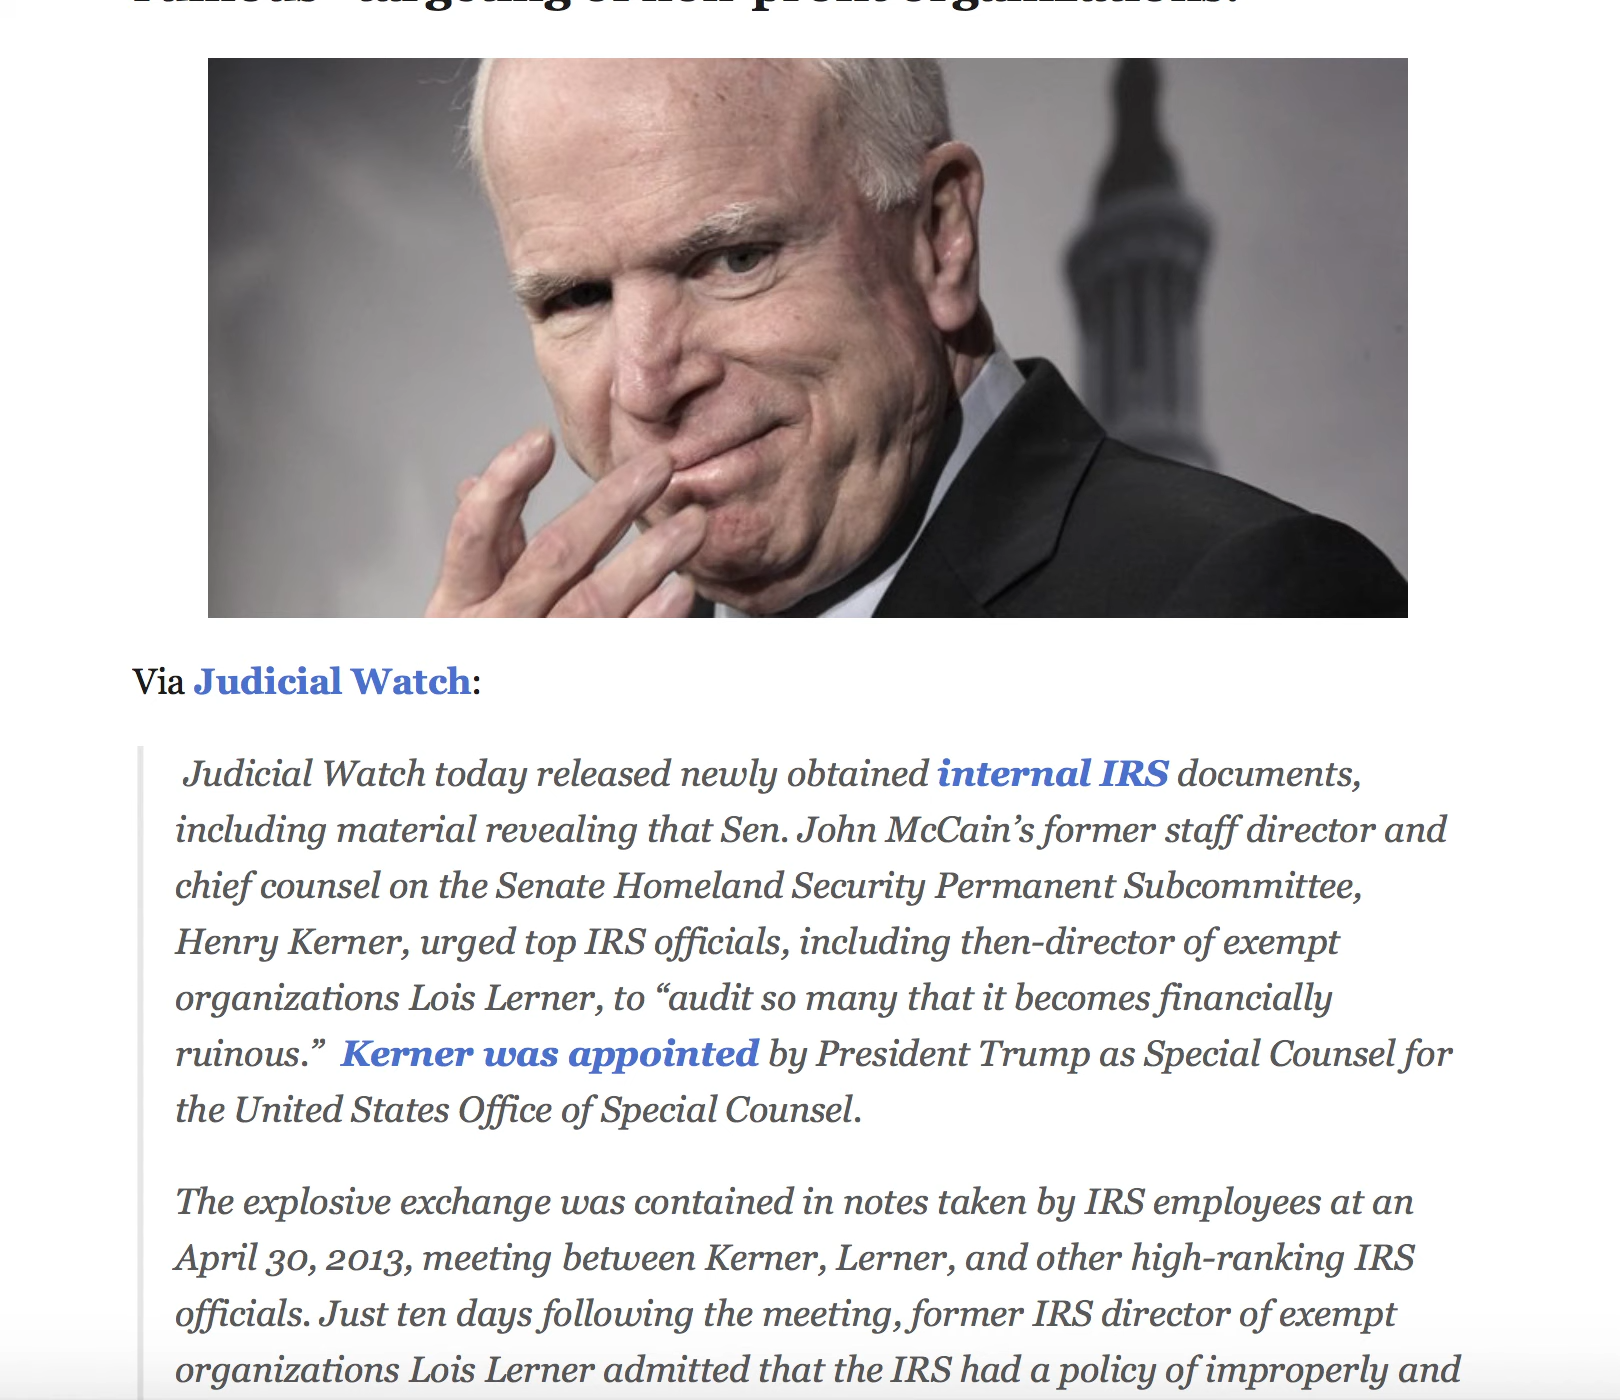 targeting of non-profit organizations.
Via Judicial Watch:
Judicial Watch today released newly obtained internal IRS documents,
including material revealing that Sen. John McCain’s former staff director and
chief counsel on the Senate Homeland Security Permanent Subcommittee,
Henry Kerner, urged top IRS officials, including then-director of exempt
organizations Lois Lerner, to “audit so many that it becomes financially
ruinous.” Kerner was appointed by President Trump as Special Counsel for
the United States Office of Special Counsel.
The explosive exchange was contained in notes taken by IRS employees at an
April 30, 2013, meeting between Kerner, Lerner, and other high-ranking IRS
officials. Just ten days following the meeting, former IRS director of exempt
organizations Lois Lerner admitted that the IRS had a policy of improperly and